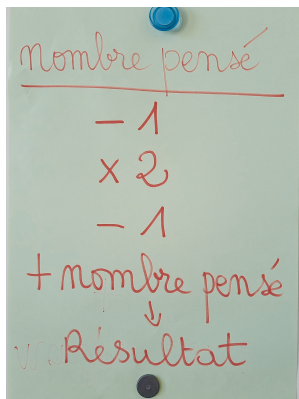 nombre pensé
- 1
x 2
- 1
+ nombre pensé
↓
Résultat